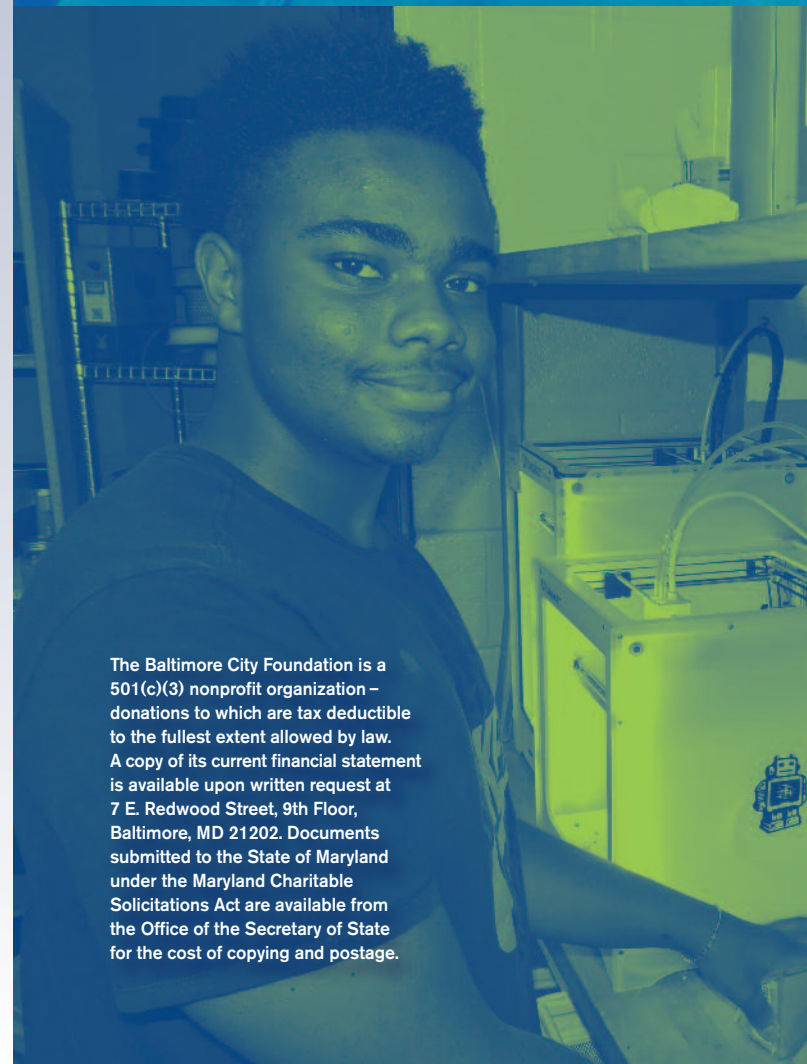 The Baltimore City Foundation is a
501(c)(3) nonprofit organization –
donations to which are tax deductible
to the fullest extent allowed by law.
A copy of its current financial statement
is available upon written request at
7 E. Redwood Street, 9th Floor,
Baltimore, MD 21202. Documents
submitted to the State of Maryland
under the Maryland Charitable
Solicitations Act are available from
the Office of the Secretary of State
for the cost of copying and postage.